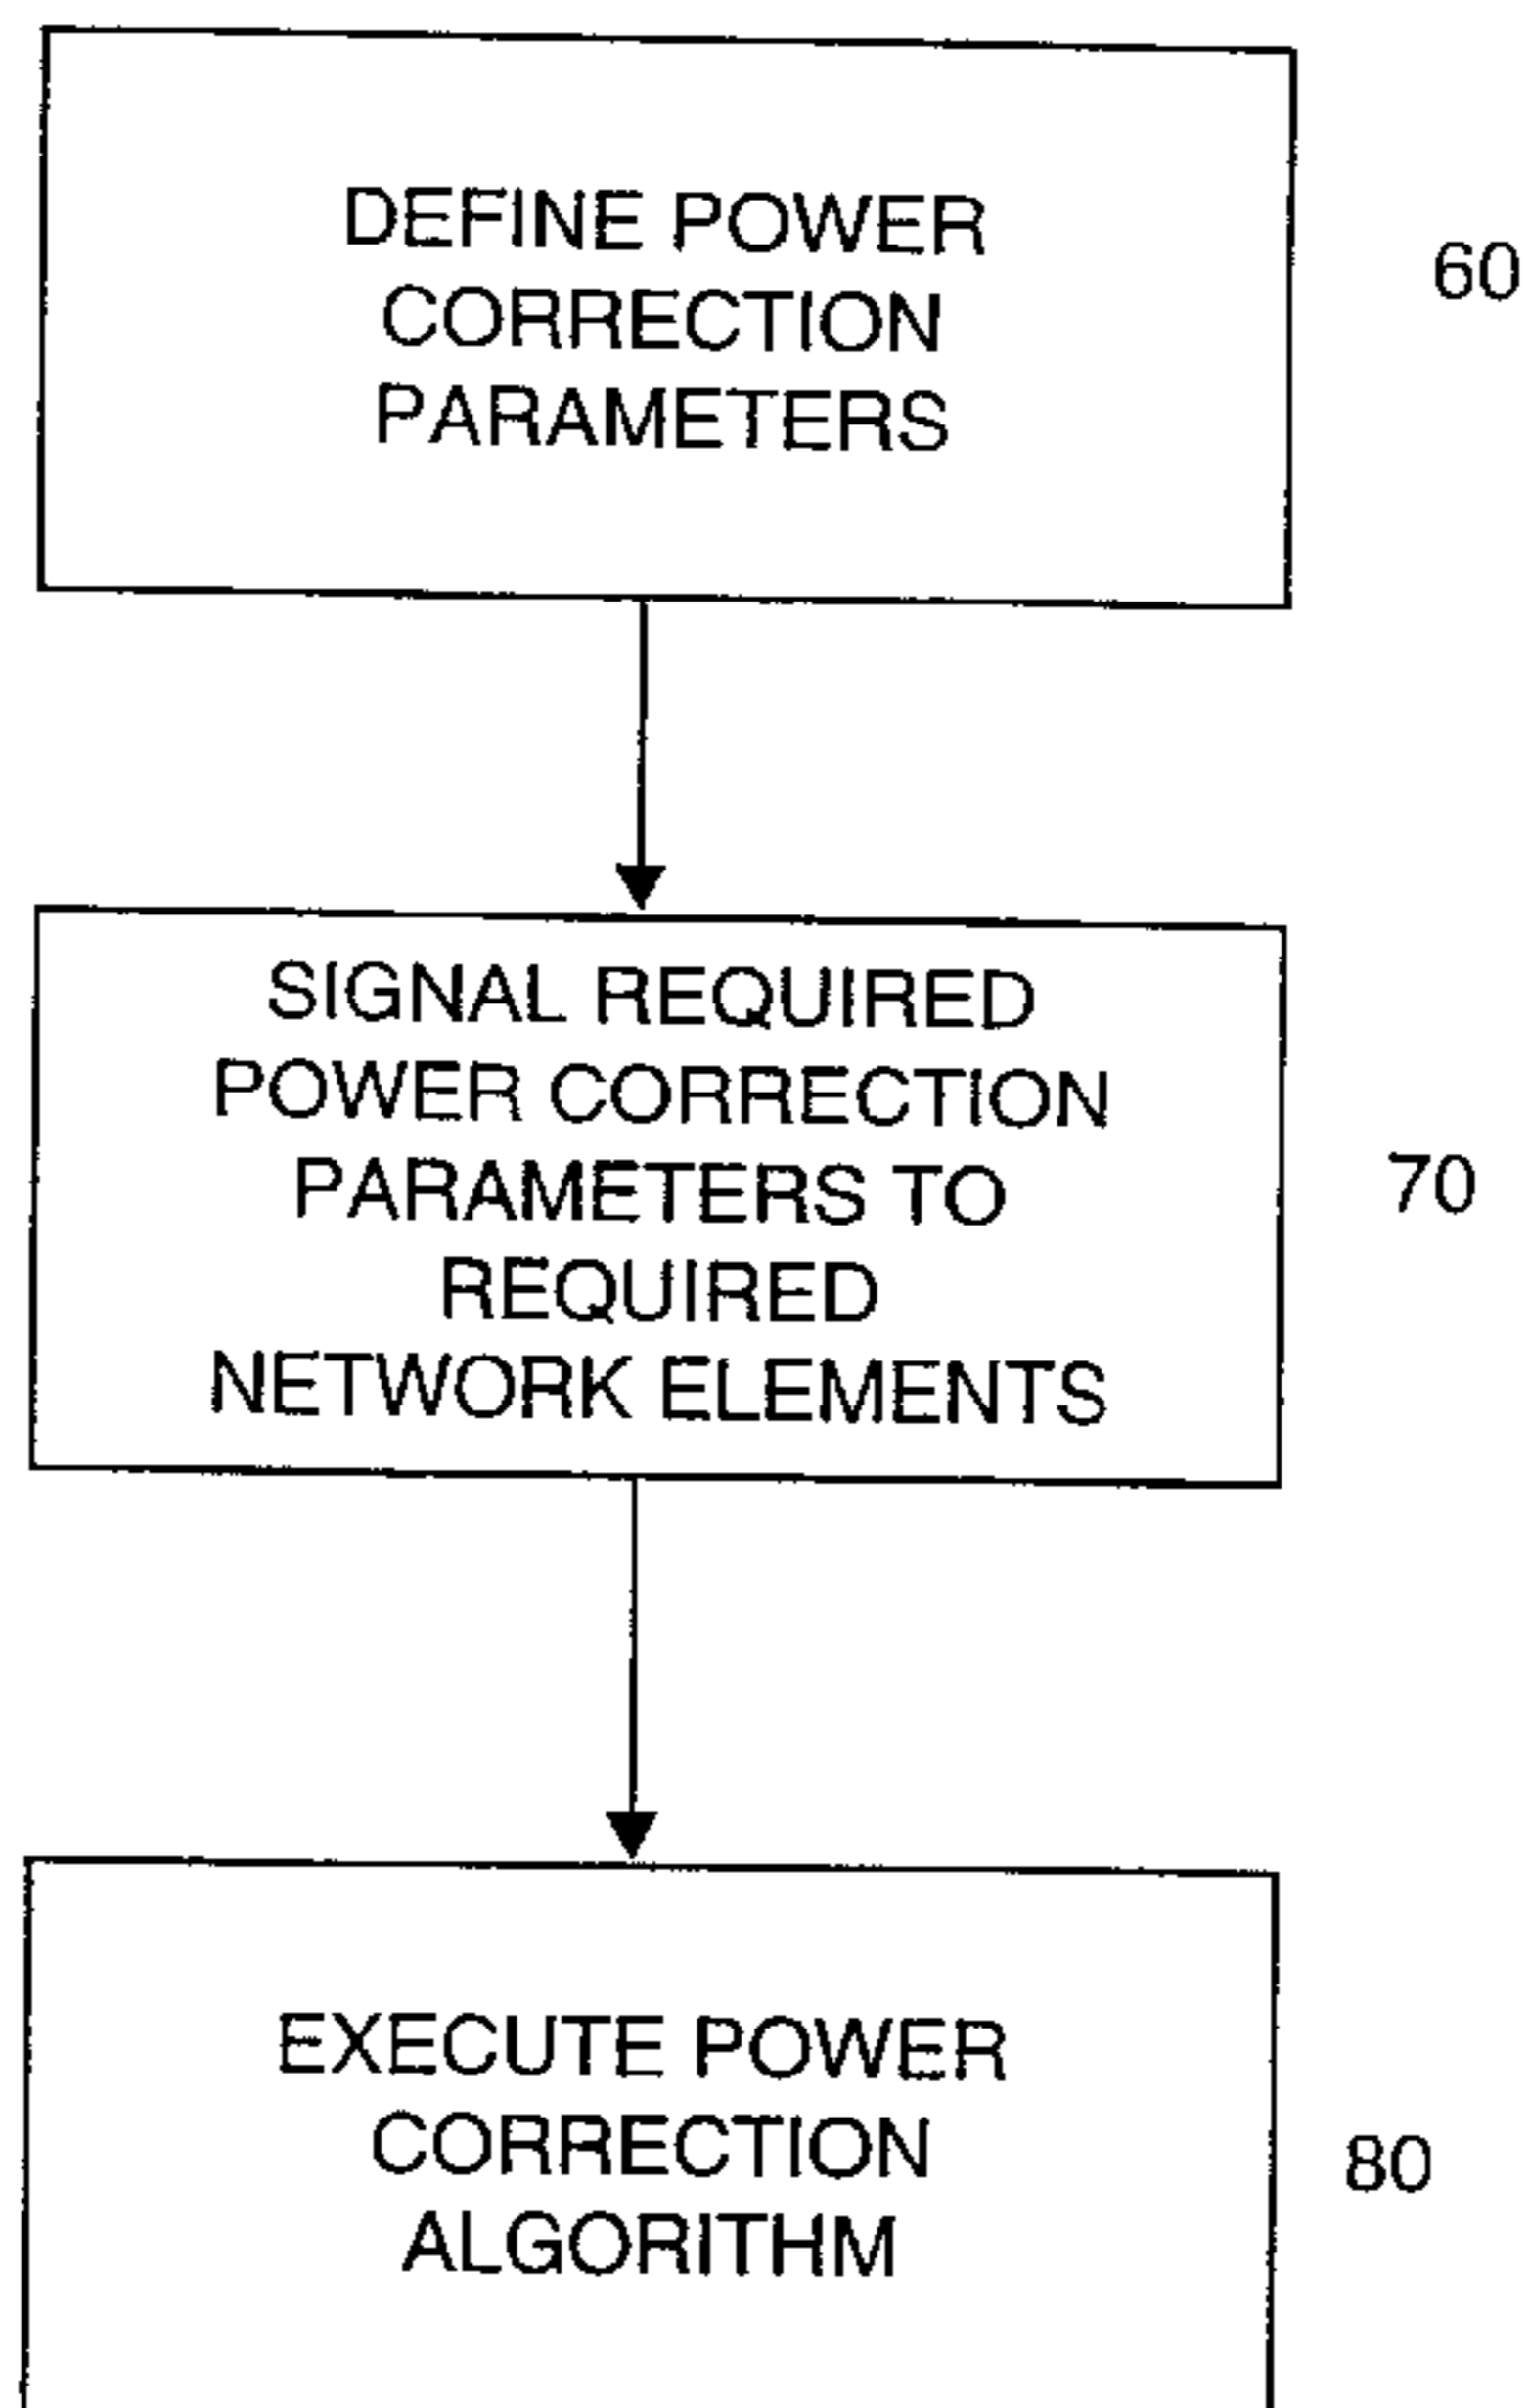 DEFINE POWER
CORRECTION
PARAMETERS
60
SIGNAL REQUIRED
POWER CORRECTION
PARAMETERS TO
REQUIRED
NETWORK ELEMENTS
70
EXECUTE POWER
CORRECTION
ALGORITHM
80